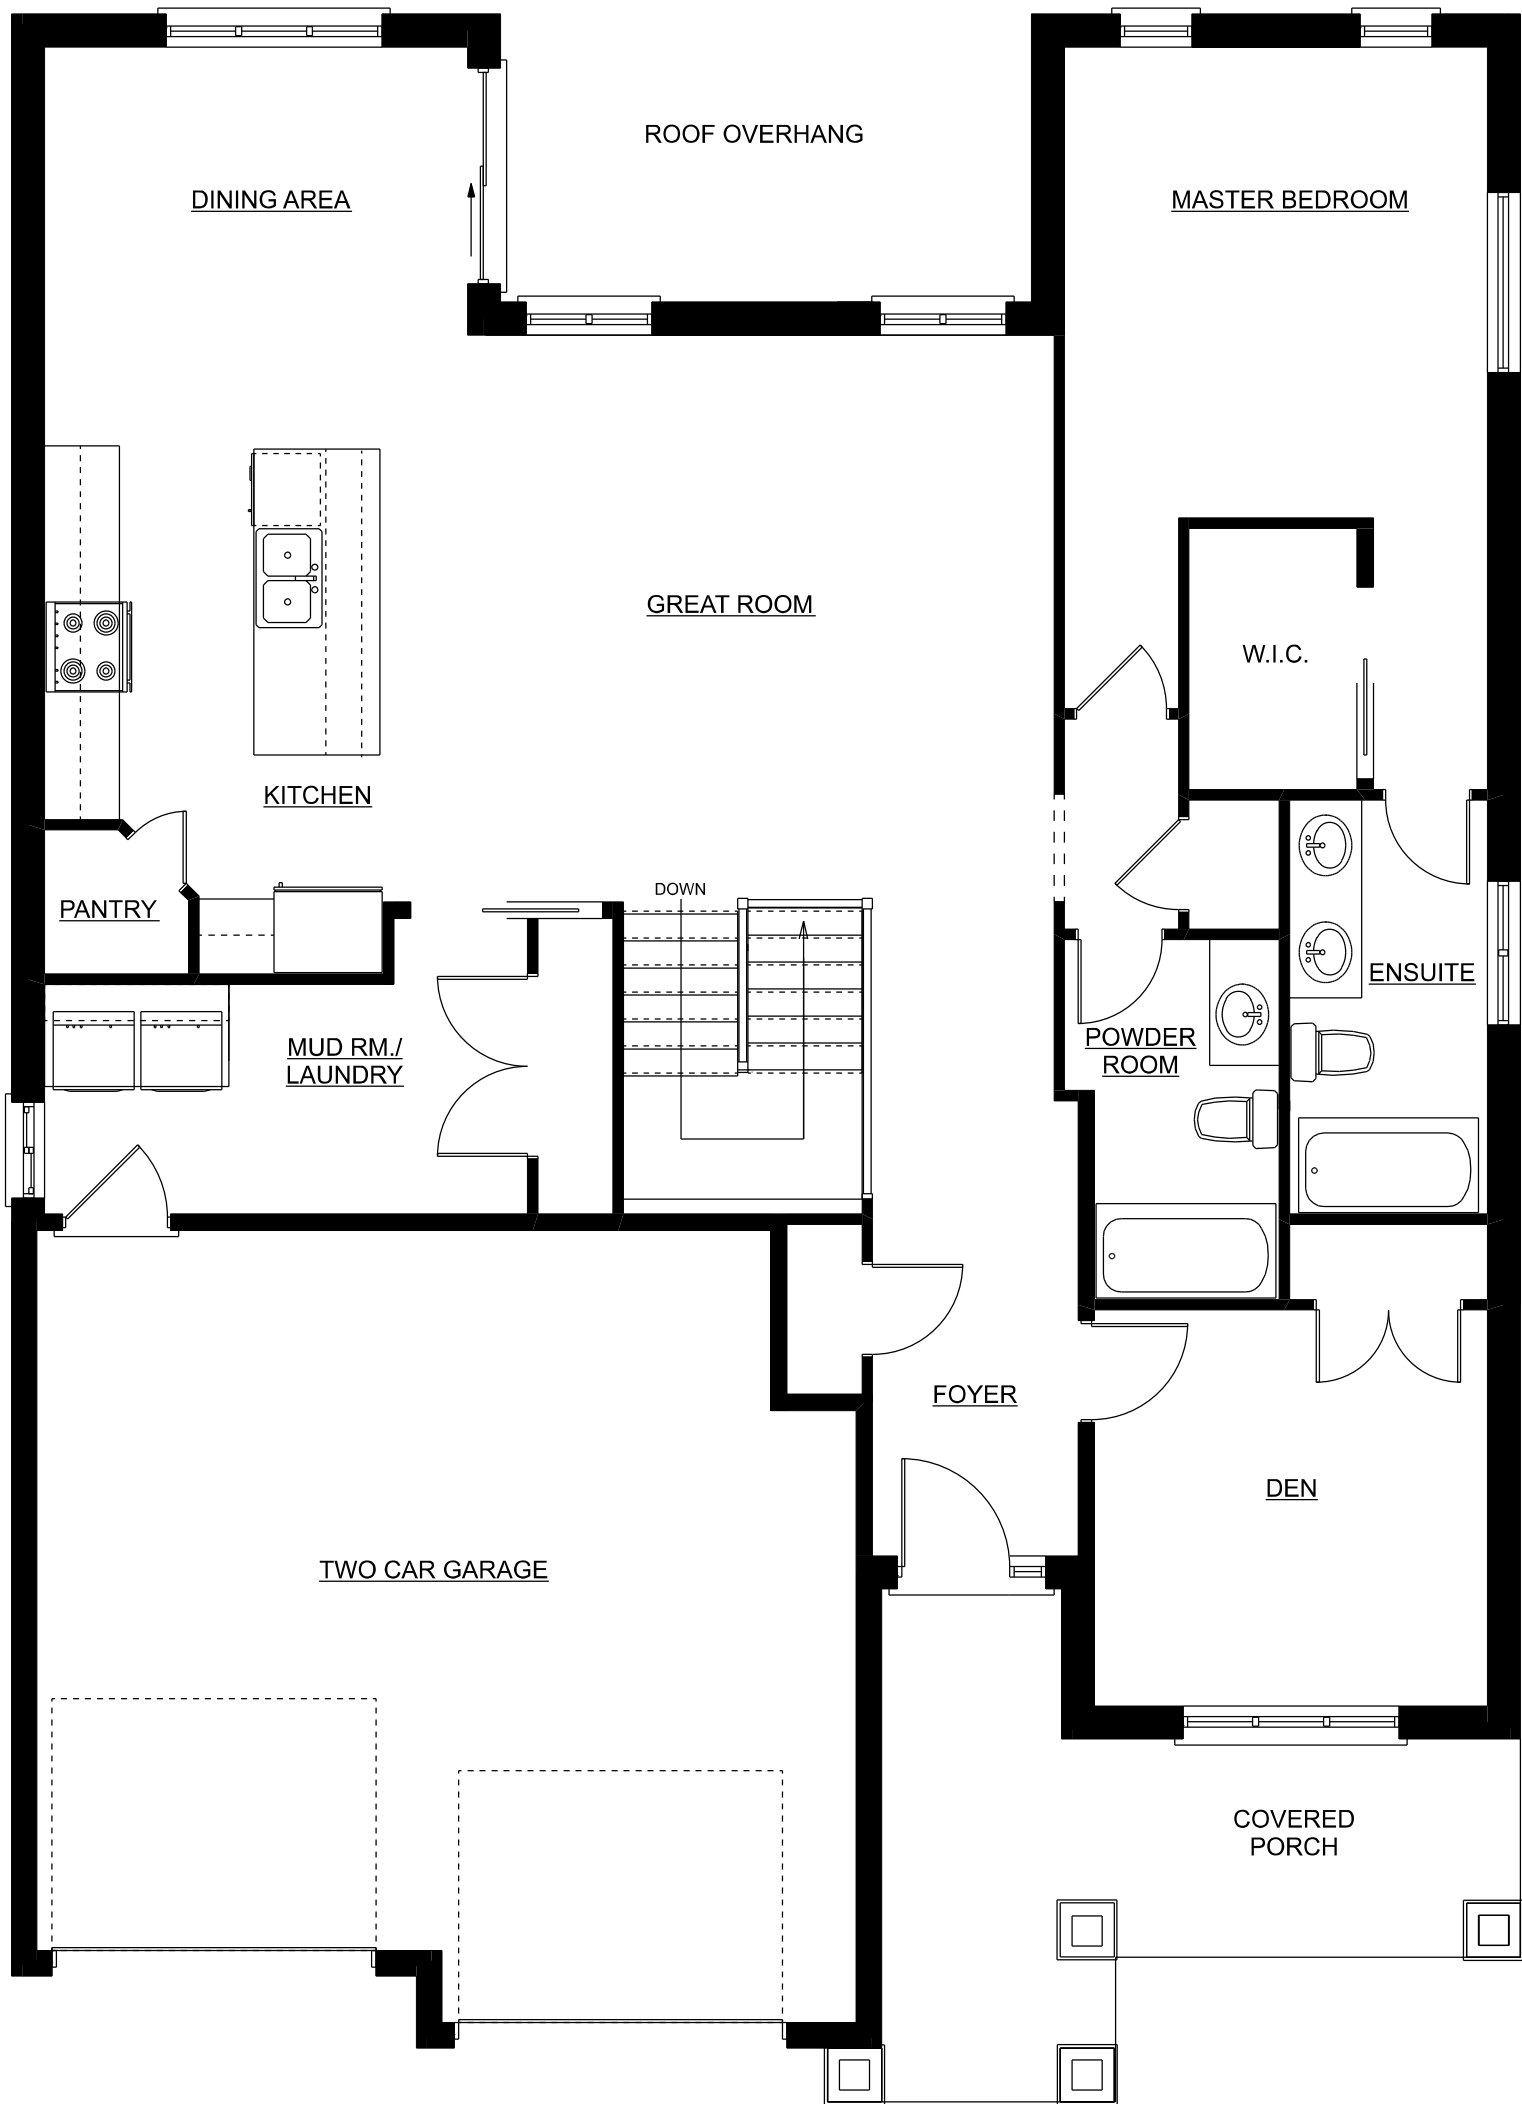 ROOF OVERHANG
DINING AREA
MASTER BEDROOM
GREAT ROOM
W.I.C.
KITCHEN
DOWN
PANTRY
ENSUITE
MUD RM./
LAUNDRY
POWDER
ROOM
FOYER
DEN
TWO CAR GARAGE
COVERED
PORCH